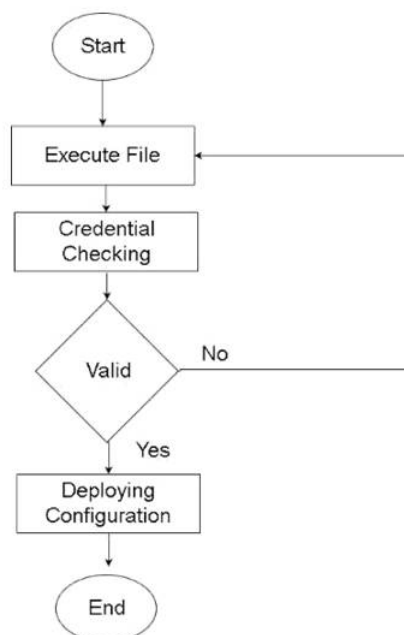 Start
Execute File
Credential
Checking
Valid
No
Yes
Deploying
Configuration
End